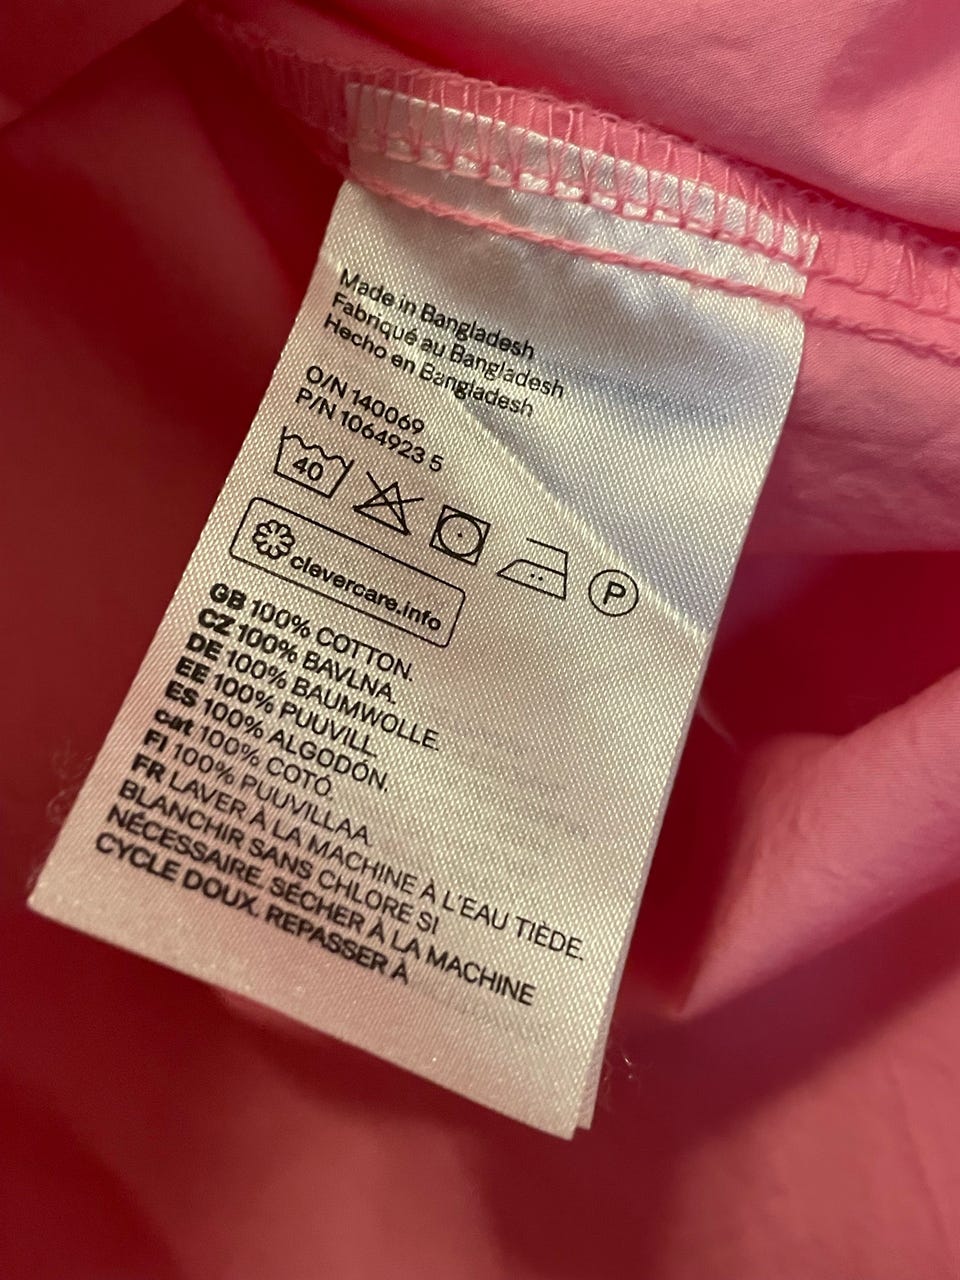 Made in Bangladesh
Fabriqué au Bangladesh
Hecho en Bangladesh
O/N 140069
P/N 1064923 5
40
P
clevercare.info
GB 100% COTTON.
CZ 100% BAVLNA.
DE 100% BAUMWOLLE.
EE 100% PUUVILL.
ES 100% ALGODÓN.
cat 100% COTÓ.
FI 100% PUUVILLAA.
FR LAVER À LA MACHINE À L'EAU TIÈDE.
BLANCHIR SANS CHLORE SI
NÉCESSAIRE. SÉCHER À LA MACHINE
CYCLE DOUX. REPASSER À